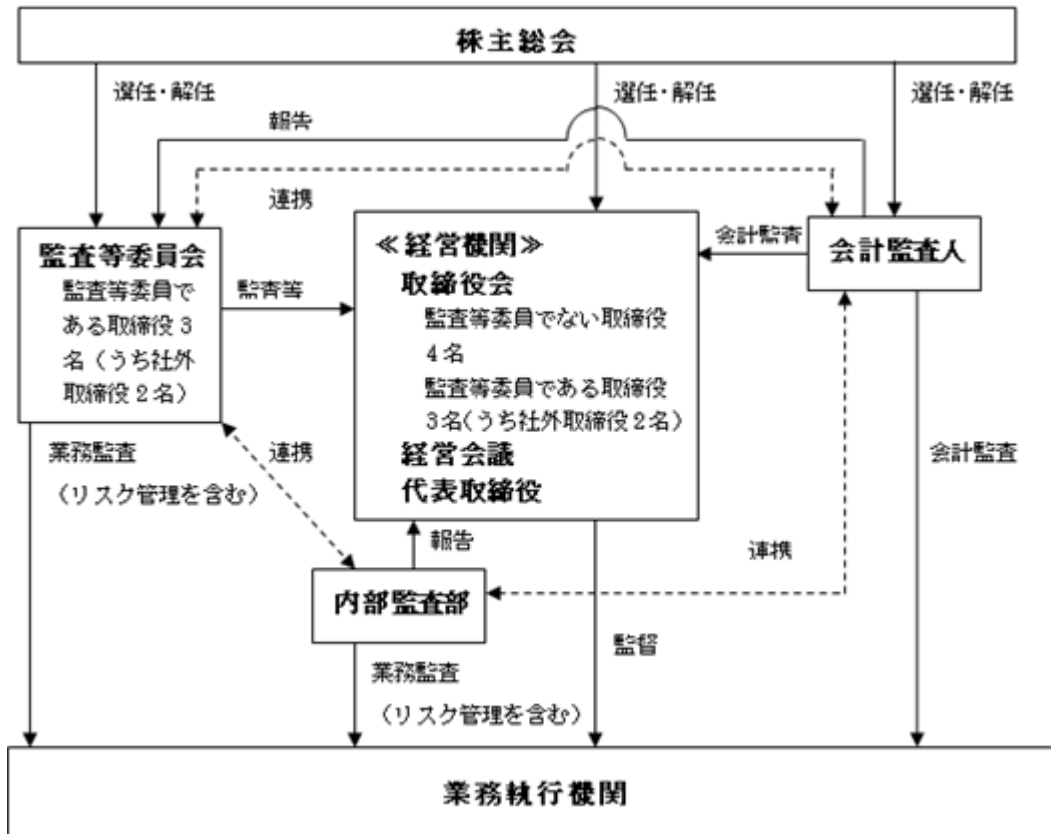 株主総会
選任・解任
選任・解任
選任・解任
報告
連携
監査等委員会
監査等委員で
ある取締役3
名（うち社外
取締役2名）
監査等
≪経営機関≫
取締役会
監査等委員でない取締役
4名
監査等委員である取締役
3名(うち社外取締役2名)
経営会議
代表取締役
会計監査
会計監査人
業務監査
（リスク管理を含む）
連携
報告
会計監査
連携
内部監査部
監督
業務監査
（リスク管理を含む）
業務執行機関